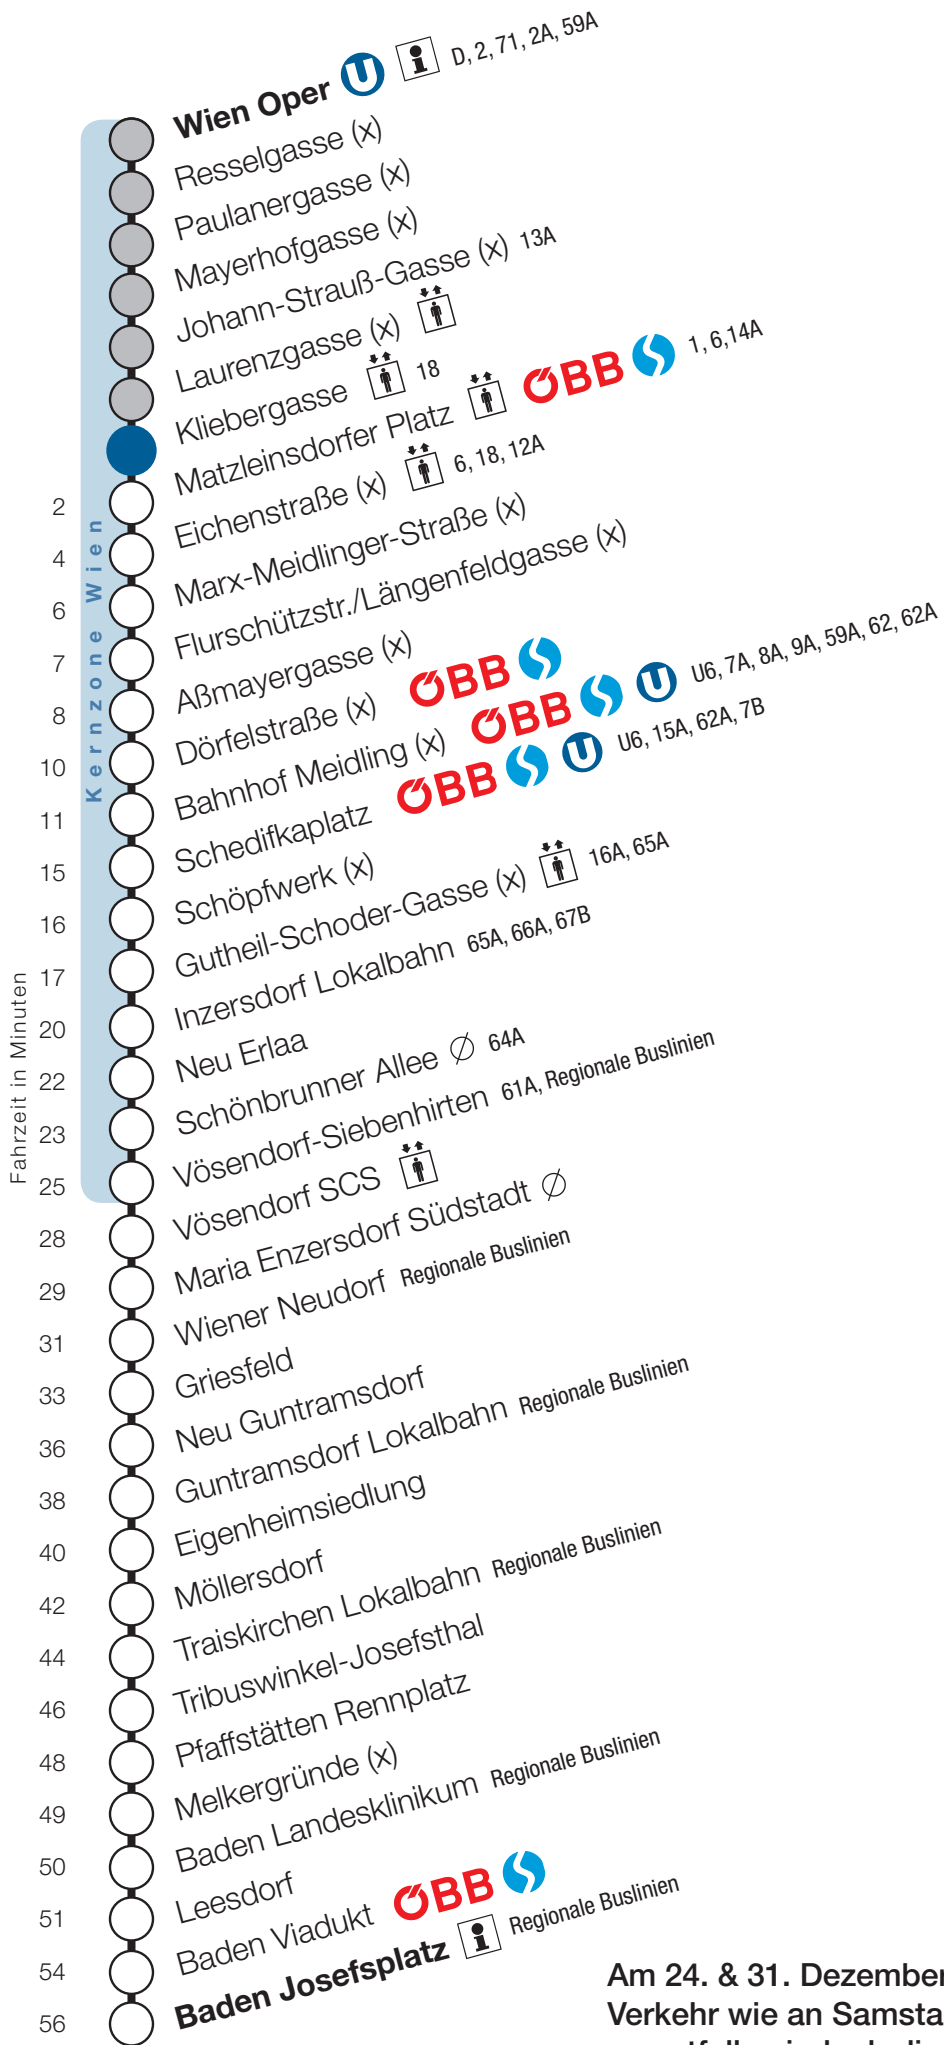 Wien Oper U i D, 2, 71, 2A, 59A
Resselgasse (x)
Paulanergasse (x)
Mayerhofgasse (x)
Johann-Strauß-Gasse (x) 13A
Laurenzgasse (x)
Kliebergasse 18
2 Matzleinsdorfer Platz ÖBB S 1, 6,14A
4 Eichenstraße (x) 6, 18, 12A
6 Marx-Meidlinger-Straße (x)
7 Flurschützstr./Längenfeldgasse (x)
8 Aßmayergasse (x)
10 Dörfelstraße (x) ÖBB S
11 Bahnhof Meidling (x) ÖBB S U U6, 7A, 8A, 9A, 59A, 62, 62A
15 Schedifkaplatz ÖBB S U U6, 15A, 62A, 7B
16 Schöpfwerk (x)
17 Gutheil-Schoder-Gasse (x) 16A, 65A
20 Inzersdorf Lokalbahn 65A, 66A, 67B
22 Neu Erlaa
23 Schönbrunner Allee ∅ 64A
25 Vösendorf-Siebenhirten 61A, Regionale Buslinien
28 Vösendorf SCS
29 Maria Enzersdorf Südstadt ∅
31 Wiener Neudorf Regionale Buslinien
33 Griesfeld
36 Neu Guntramsdorf
38 Guntramsdorf Lokalbahn Regionale Buslinien
40 Eigenheimsiedlung
42 Möllersdorf
44 Traiskirchen Lokalbahn Regionale Buslinien
46 Tribuswinkel-Josefsthal
48 Pfaffstätten Rennplatz
49 Melkergründe (x)
50 Baden Landesklinikum Regionale Buslinien
51 Leesdorf
54 Baden Viadukt ÖBB S
56 Baden Josefsplatz i Regionale Buslinien
Kernzone Wien
Fahrzeit in Minuten
Am 24. & 31. Dezember
Verkehr wie an Samsta